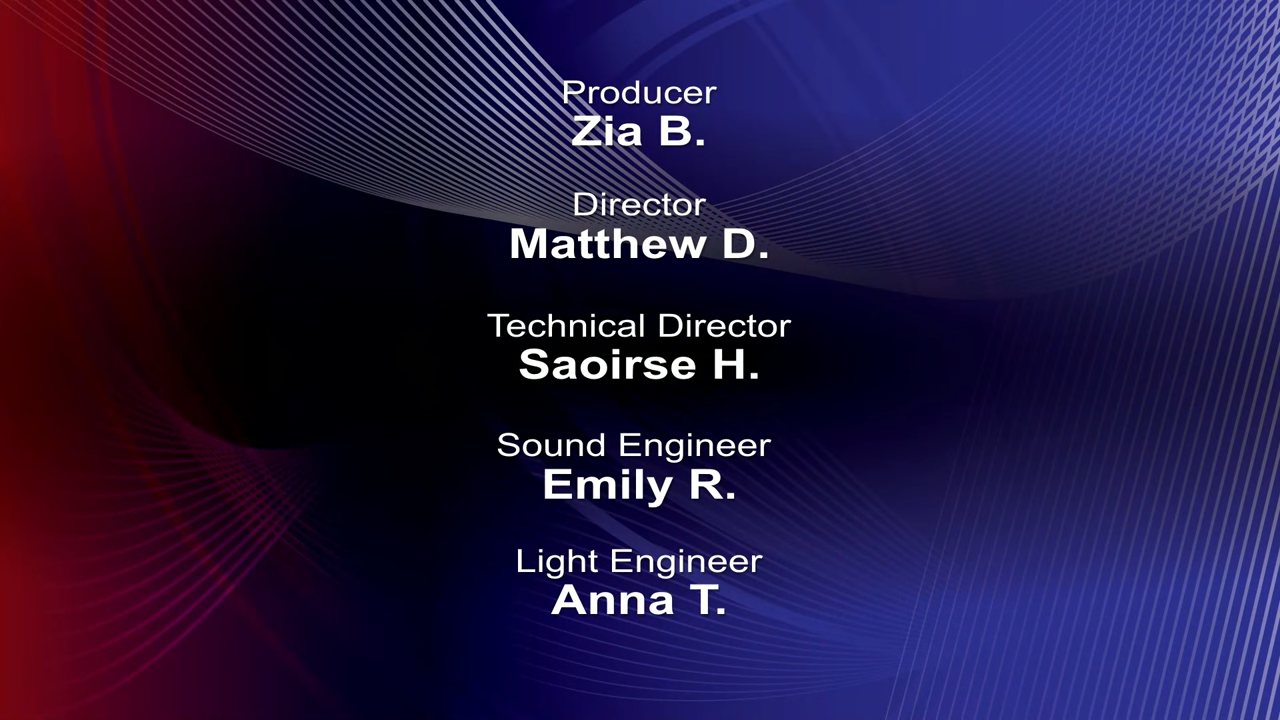 Producer
Zia B.
Director
Matthew D.
Technical Director
Saoirse H.
Sound Engineer
Emily R.
Light Engineer
Anna T.